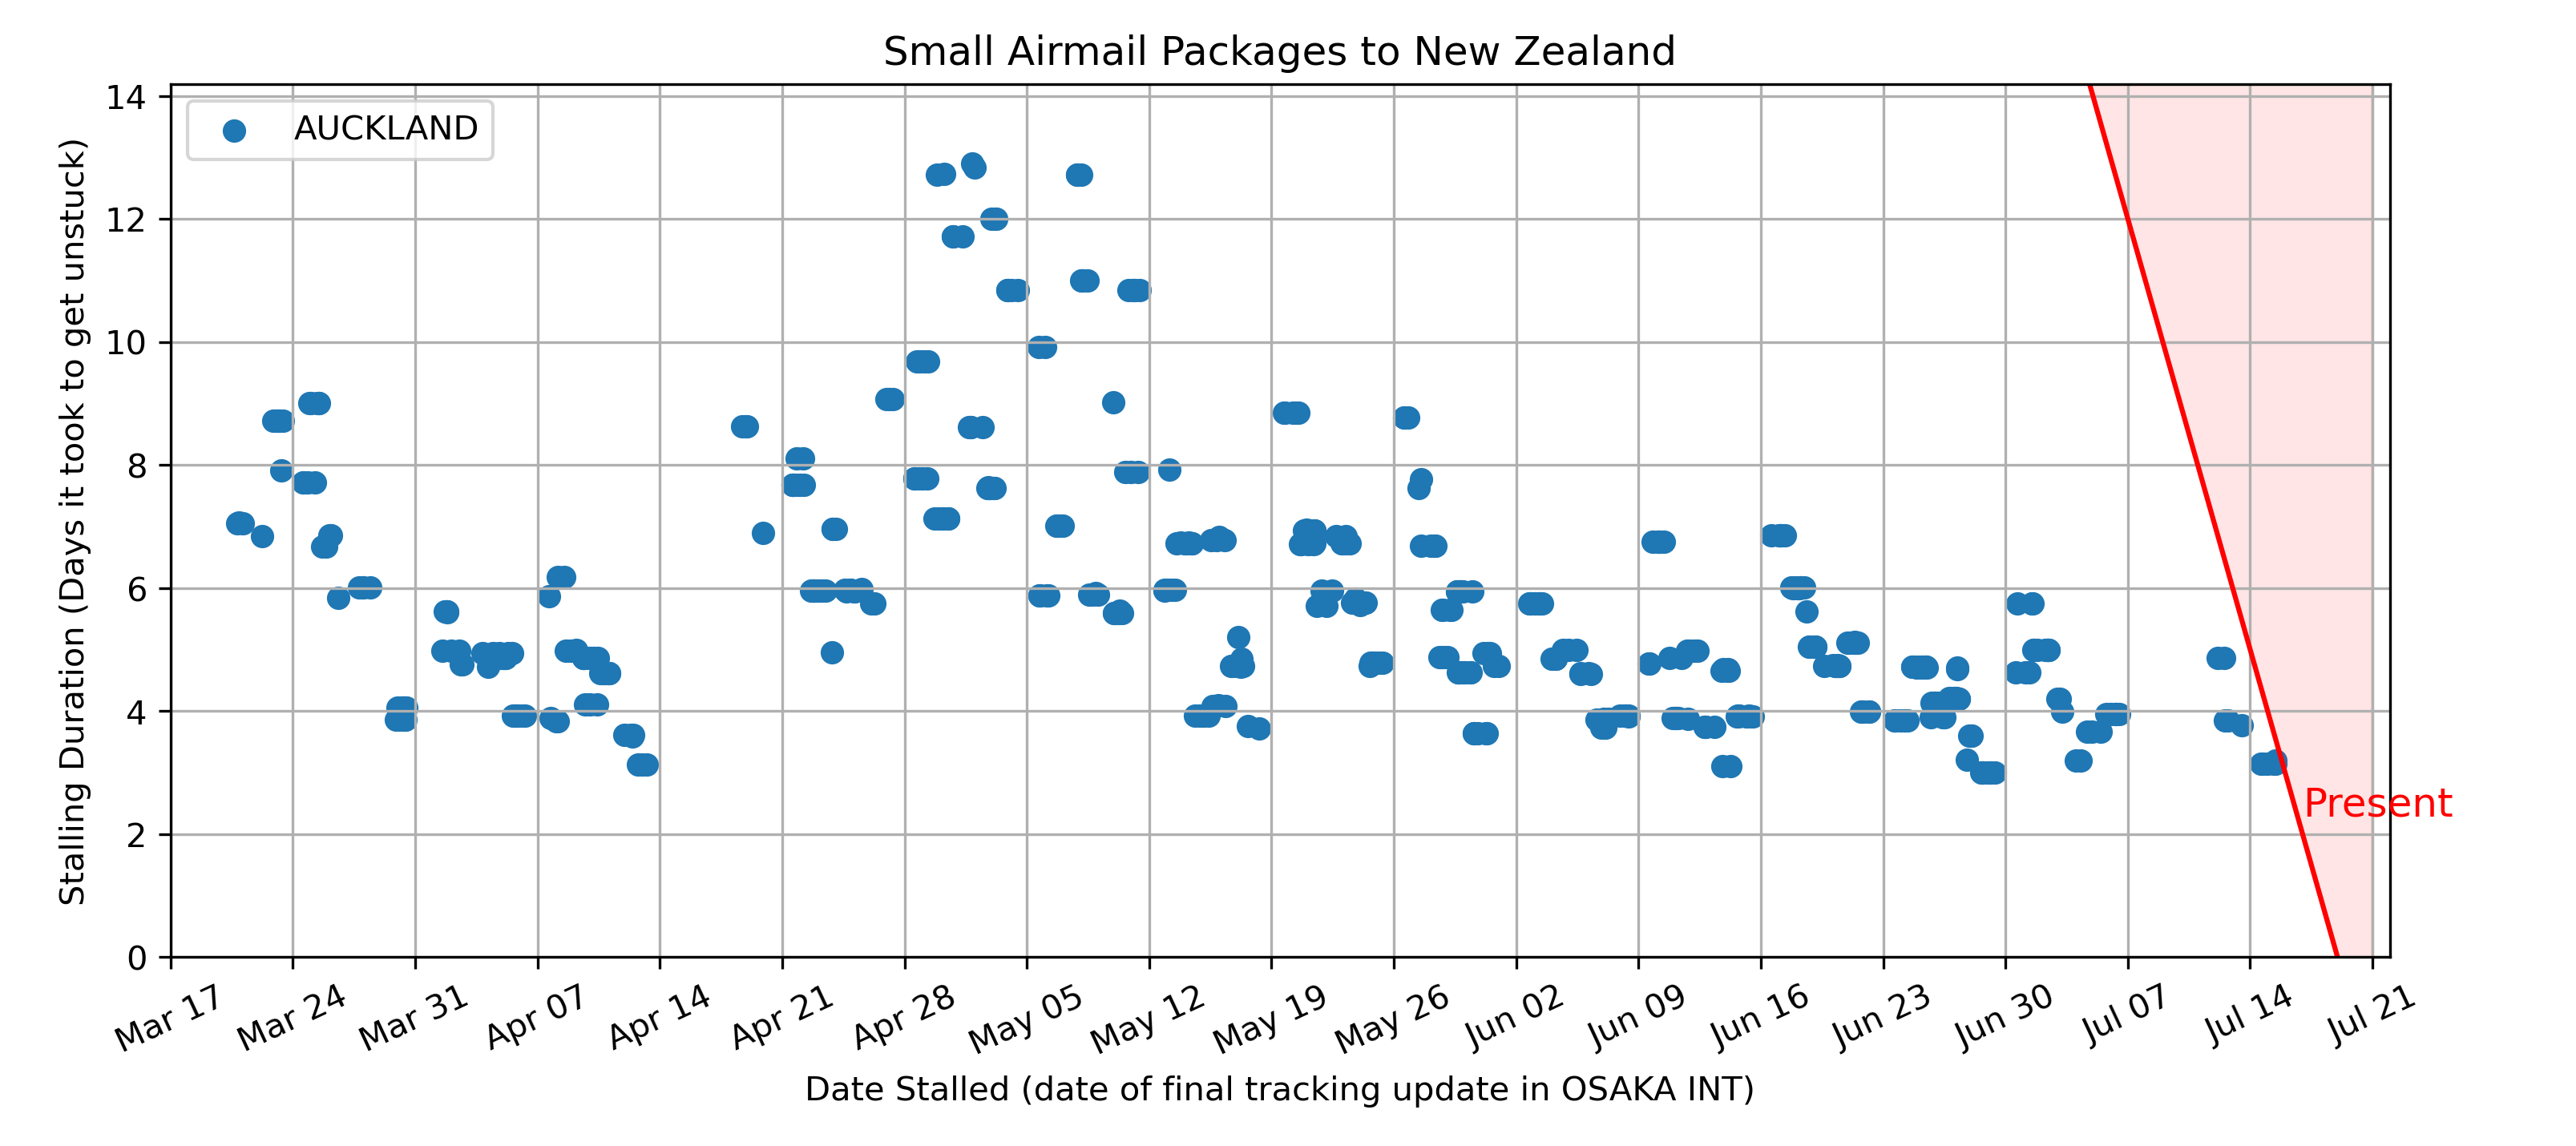 Small Airmail Packages to New Zealand
AUCKLAND
Stalling Duration (Days it took to get unstuck)
14
12
10
8
6
4
2
0
Present
Mar 17
Mar 24
Mar 31
Apr 07
Apr 14
Apr 21
Apr 28
May 05
May 12
May 19
May 26
Jun 02
Jun 09
Jun 16
Jun 23
Jun 30
Jul 07
Jul 14
Jul 21
Date Stalled (date of final tracking update in OSAKA INT)